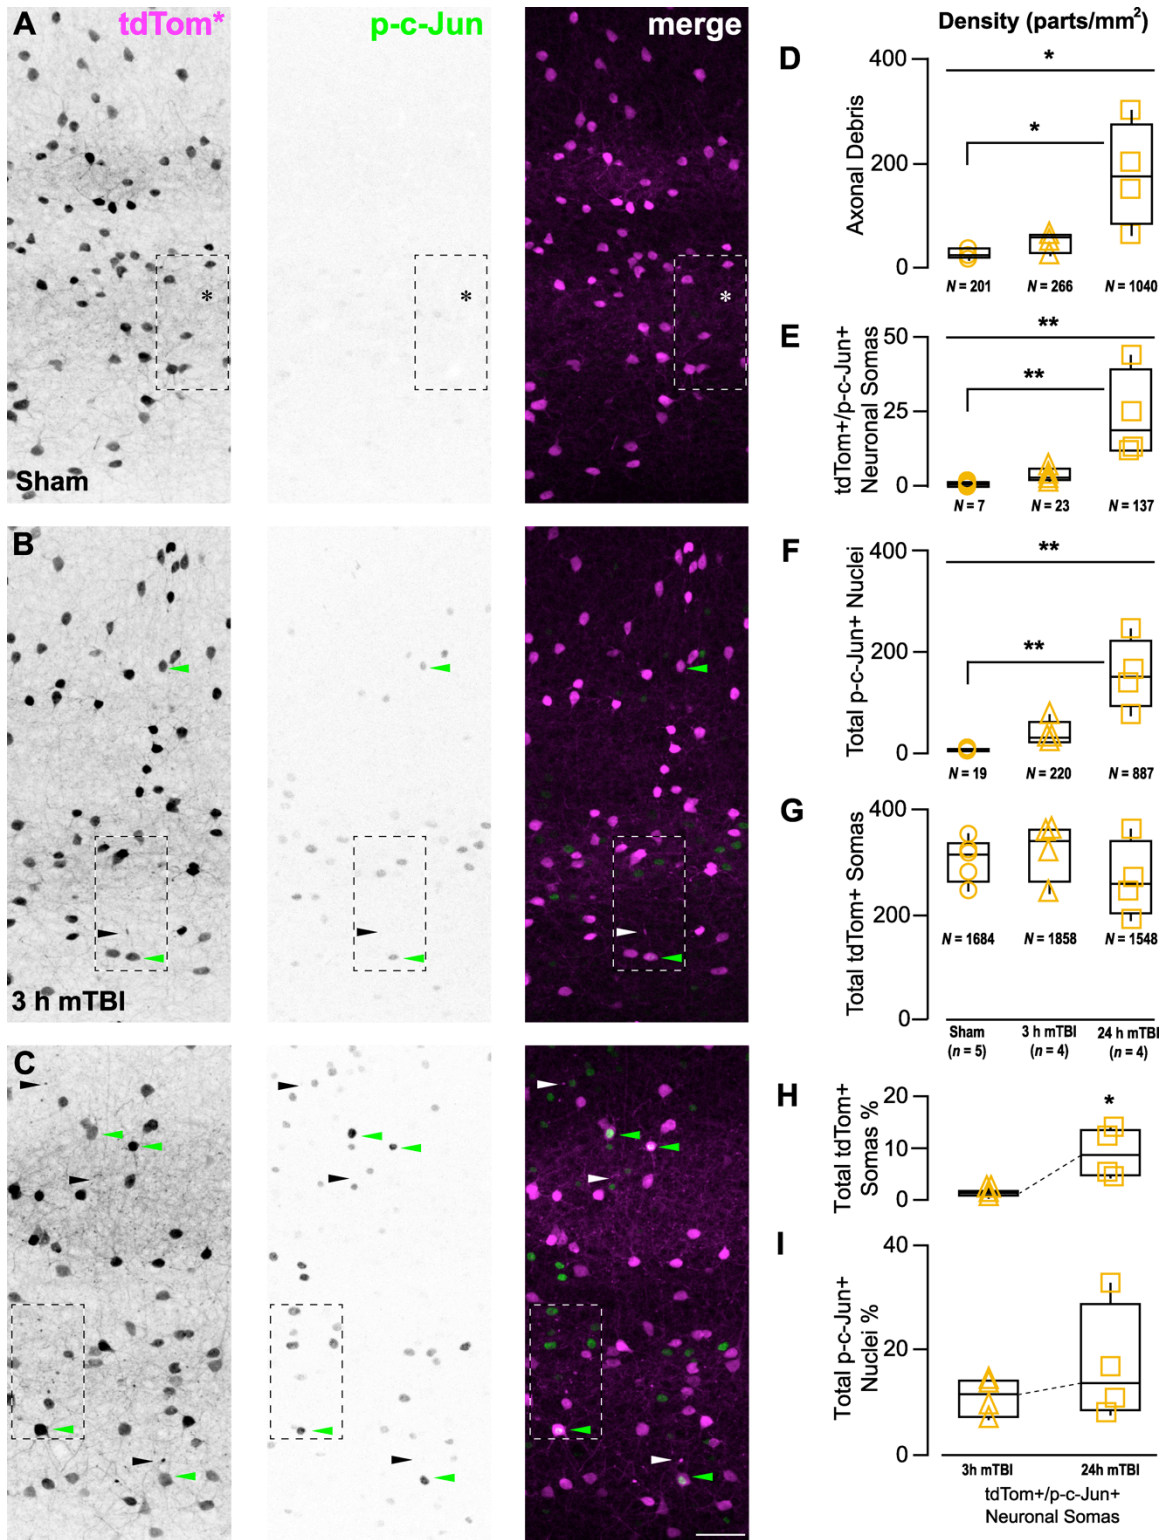 A tdTom* p-c-Jun merge
*
*
*
Sham
B
3 h mTBI
C
Density (parts/mm²)
D
Axonal Debris
400
200
0
*
*
N = 201 N = 266 N = 1040
E
tdTom+/p-c-Jun+
Neuronal Somas
50
25
0
**
**
N = 7 N = 23 N = 137
F
Total p-c-Jun+ Nuclei
400
200
0
**
**
N = 19 N = 220 N = 887
G
Total tdTom+ Somas
400
200
0
N = 1684 N = 1858 N = 1548
Sham 3 h mTBI 24 h mTBI
(n = 5) (n = 4) (n = 4)
H
Total tdTom+
Somas %
20
10
0
*
I
Total p-c-Jun+
Nuclei %
40
20
0
3h mTBI 24h mTBI
tdTom+/p-c-Jun+
Neuronal Somas